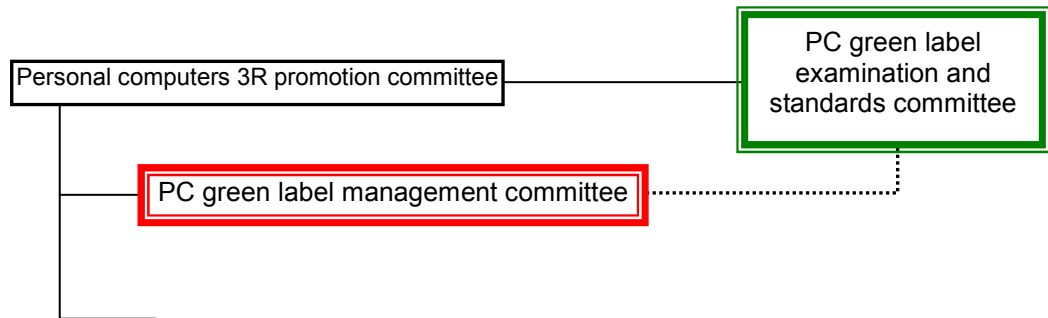 Personal computers 3R promotion committee
PC green label
examination and
standards committee
PC green label management committee